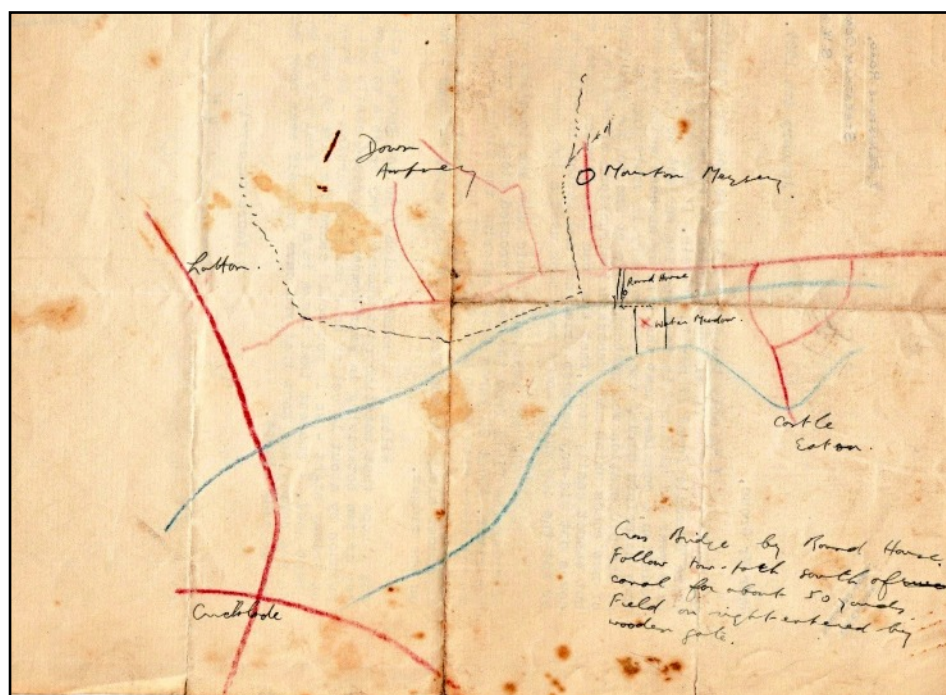 Down
Ampney
Meysey
Latton.
Round House
Water Meadow.
Castle
Eaton.
Cross Bridge by Round House.
Follow tow-path south of
canal for about 50 yards
Field on right entered by
wooden gate.
Cricklade